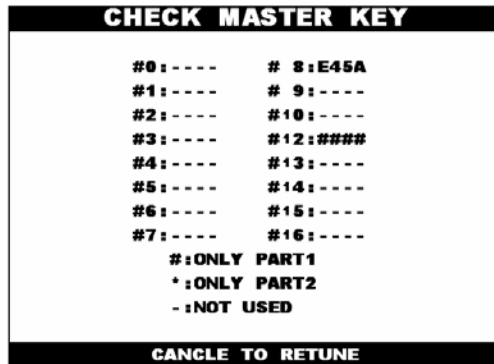 CHECK MASTER KEY
#0:---- # 8:E45A
#1:---- # 9:----
#2:---- #10:----
#3:---- #12:####
#4:---- #13:----
#5:---- #14:----
#6:---- #15:----
#7:---- #16:----
#:ONLY PART1
*:ONLY PART2
-:NOT USED
CANCLE TO RETUNE